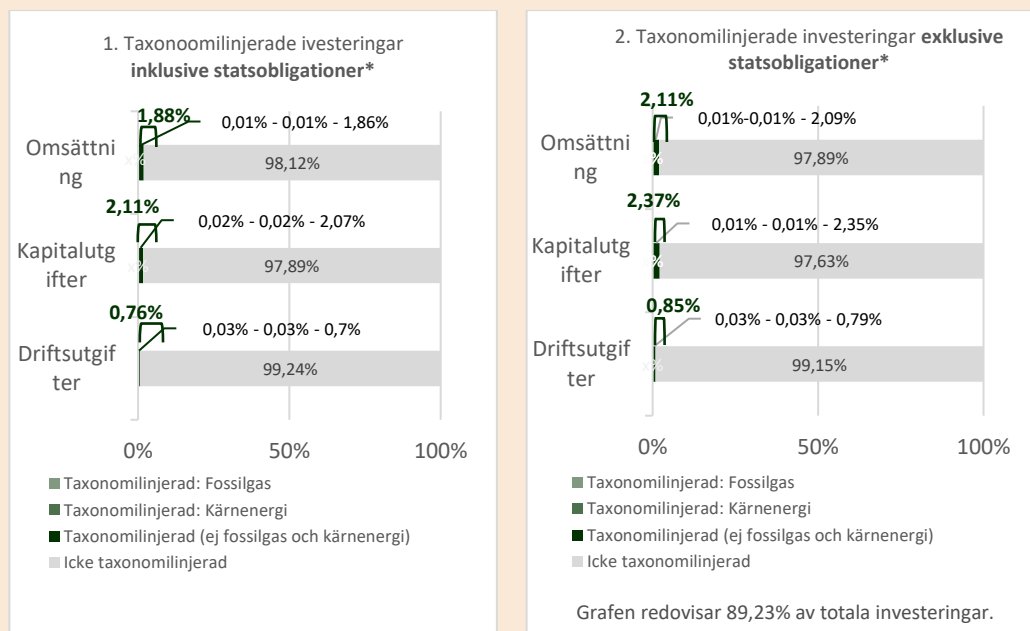 1. Taxonoomilinjerade ivesteringar
inklusive statsobligationer*
1,88%
0,01% - 0,01% - 1,86%
Omsättni
ng
98,12%
2,11%
0,02% - 0,02% - 2,07%
Kapitalutg
ifter
97,89%
0,76%
0,03% - 0,03% - 0,7%
Driftsutgif
ter
99,24%
0%
50%
100%
Taxonomilinjerad: Fossilgas
Taxonomilinjerad: Kärnenergi
Taxonomilinjerad (ej fossilgas och kärnenergi)
Icke taxonomilinjerad
2. Taxonomilinjerade investeringar exklusive
statsobligationer*
2,11%
0,01%-0,01% - 2,09%
Omsättni
ng
97,89%
2,37%
0,01% - 0,01% - 2,35%
Kapitalutg
ifter
97,63%
0,85%
0,03% - 0,03% - 0,79%
Driftsutgif
ter
99,15%
0%
50%
100%
Taxonomilinjerad: Fossilgas
Taxonomilinjerad: Kärnenergi
Taxonomilinjerad (ej fossilgas och kärnenergi)
Icke taxonomilinjerad
Grafen redovisar 89,23% av totala investeringar.